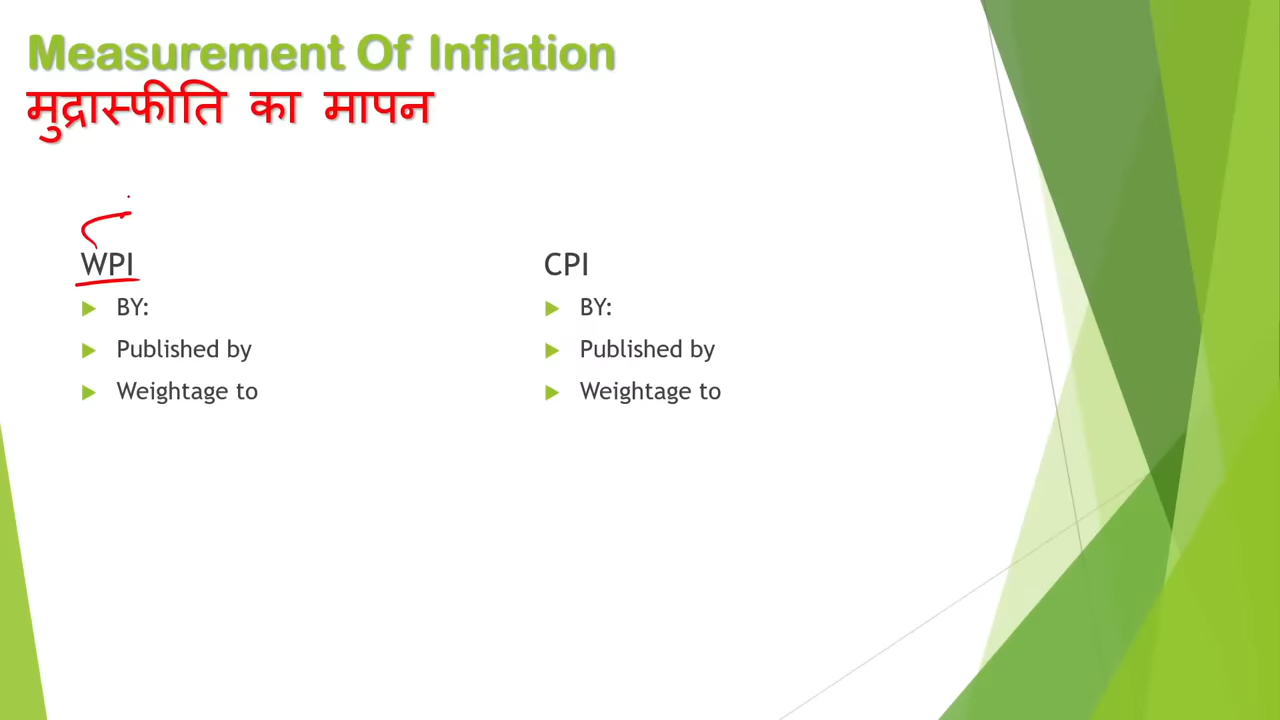 Measurement Of Inflation
मुद्रास्फीति का मापन
WPI
BY:
Published by
Weightage to
CPI
BY:
Published by
Weightage to